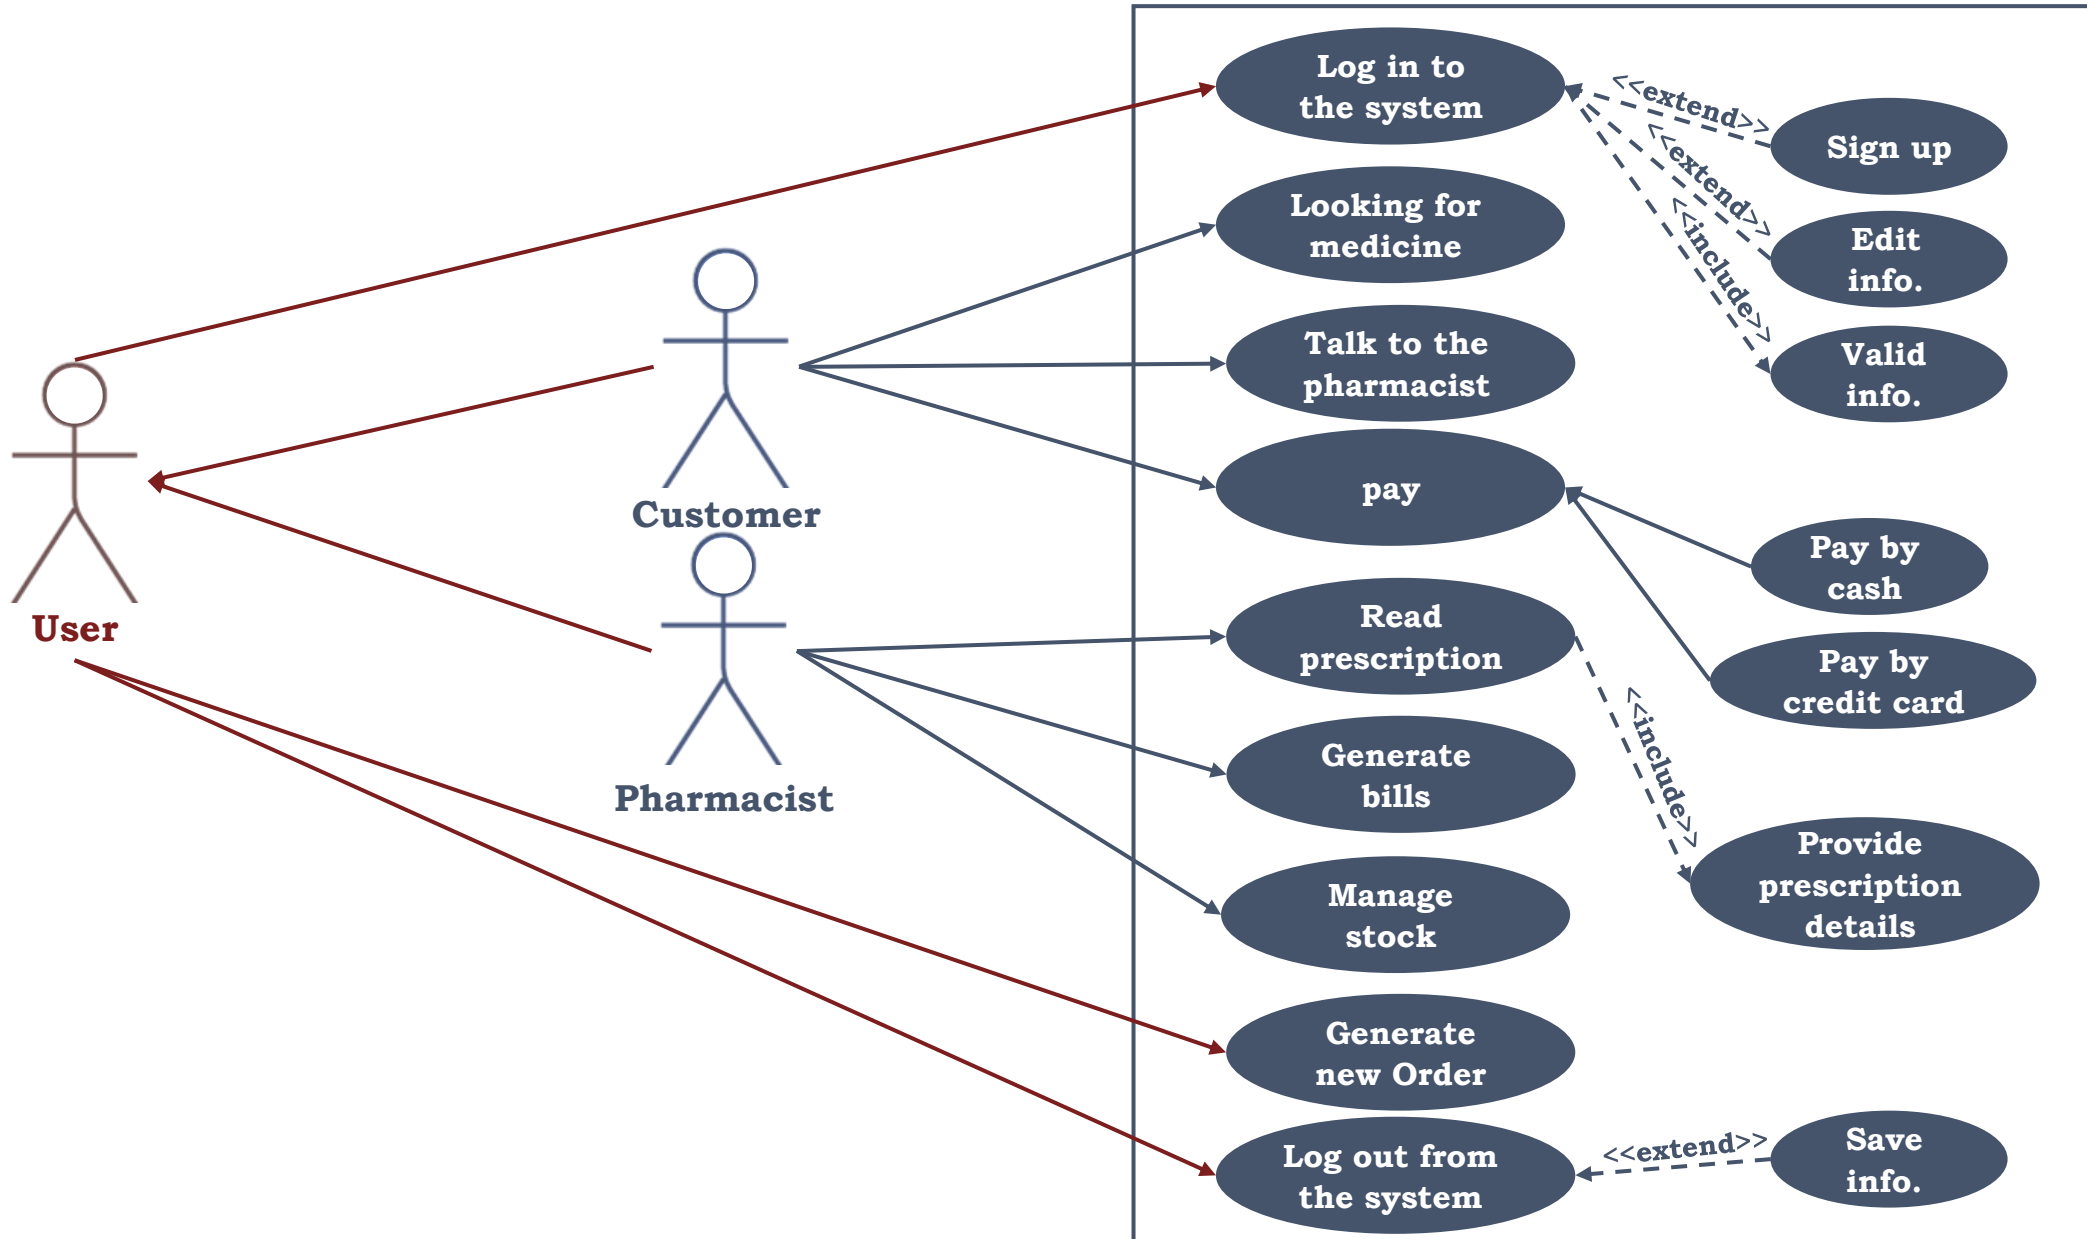 Log in to
the system
<<extend>>
Sign up
<<extend>>
Looking for
medicine
Edit
info.
<<include>>
Talk to the
pharmacist
Valid
info.
pay
Customer
Pay by
cash
User
Read
prescription
Pay by
credit card
<<include>>
Generate
bills
Pharmacist
Provide
prescription
details
Manage
stock
Generate
new Order
Log out from
the system
<<extend>>
Save
info.